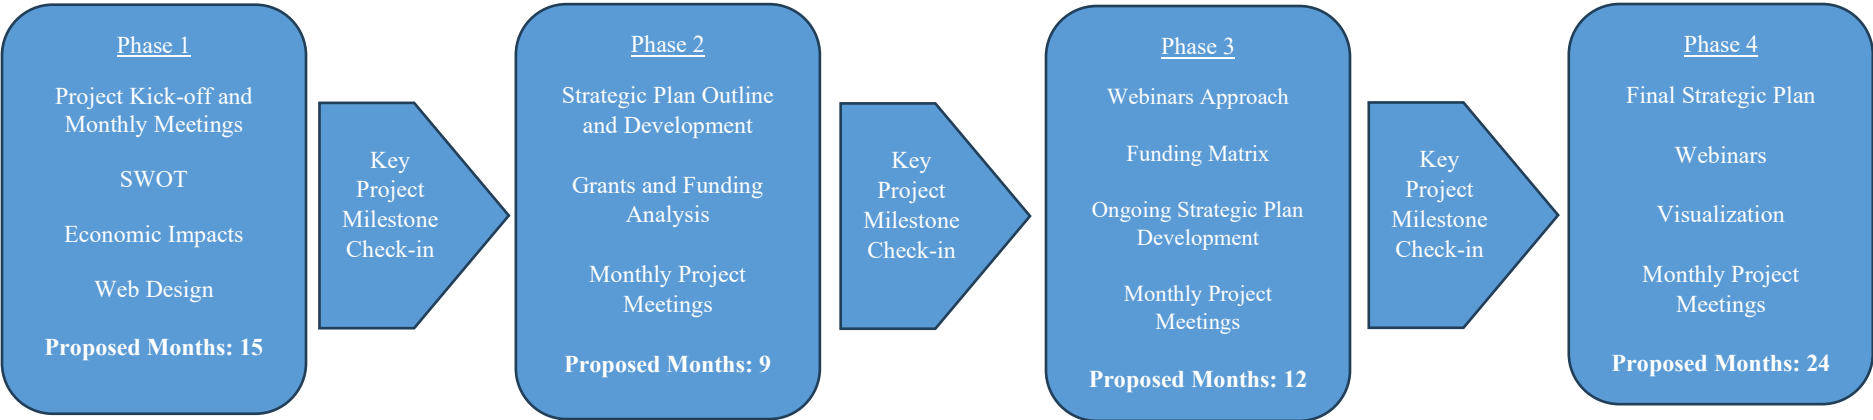 Phase 1
Project Kick-off and
Monthly Meetings
SWOT
Economic Impacts
Web Design
Proposed Months: 15
Key
Project
Milestone
Check-in
Phase 2
Strategic Plan Outline
and Development
Grants and Funding
Analysis
Monthly Project
Meetings
Proposed Months: 9
Key
Project
Milestone
Check-in
Phase 3
Webinars Approach
Funding Matrix
Ongoing Strategic Plan
Development
Monthly Project
Meetings
Proposed Months: 12
Key
Project
Milestone
Check-in
Phase 4
Final Strategic Plan
Webinars
Visualization
Monthly Project
Meetings
Proposed Months: 24